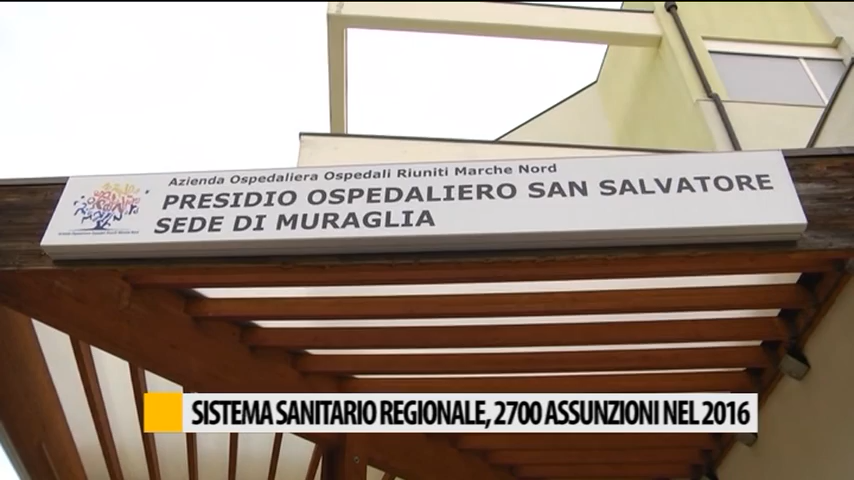 Azienda Ospedaliera Ospedali Riuniti Marche Nord
PRESIDIO OSPEDALIERO SAN SALVATORE
SEDE DI MURAGLIA
SISTEMA SANITARIO REGIONALE, 2700 ASSUNZIONI NEL 2016